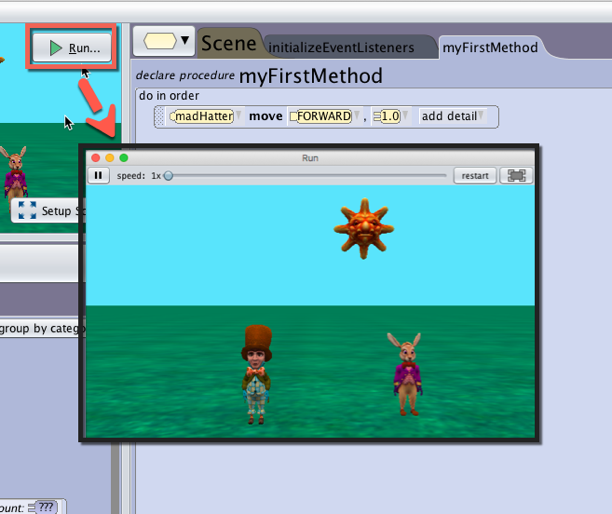 Run...
Scene
initializeEventListeners
myFirstMethod
declare procedure myFirstMethod
do in order
madHatter move FORWARD , 1.0 add detail
Run
speed: 1x
restart
Setup
group by catego
ount: ???